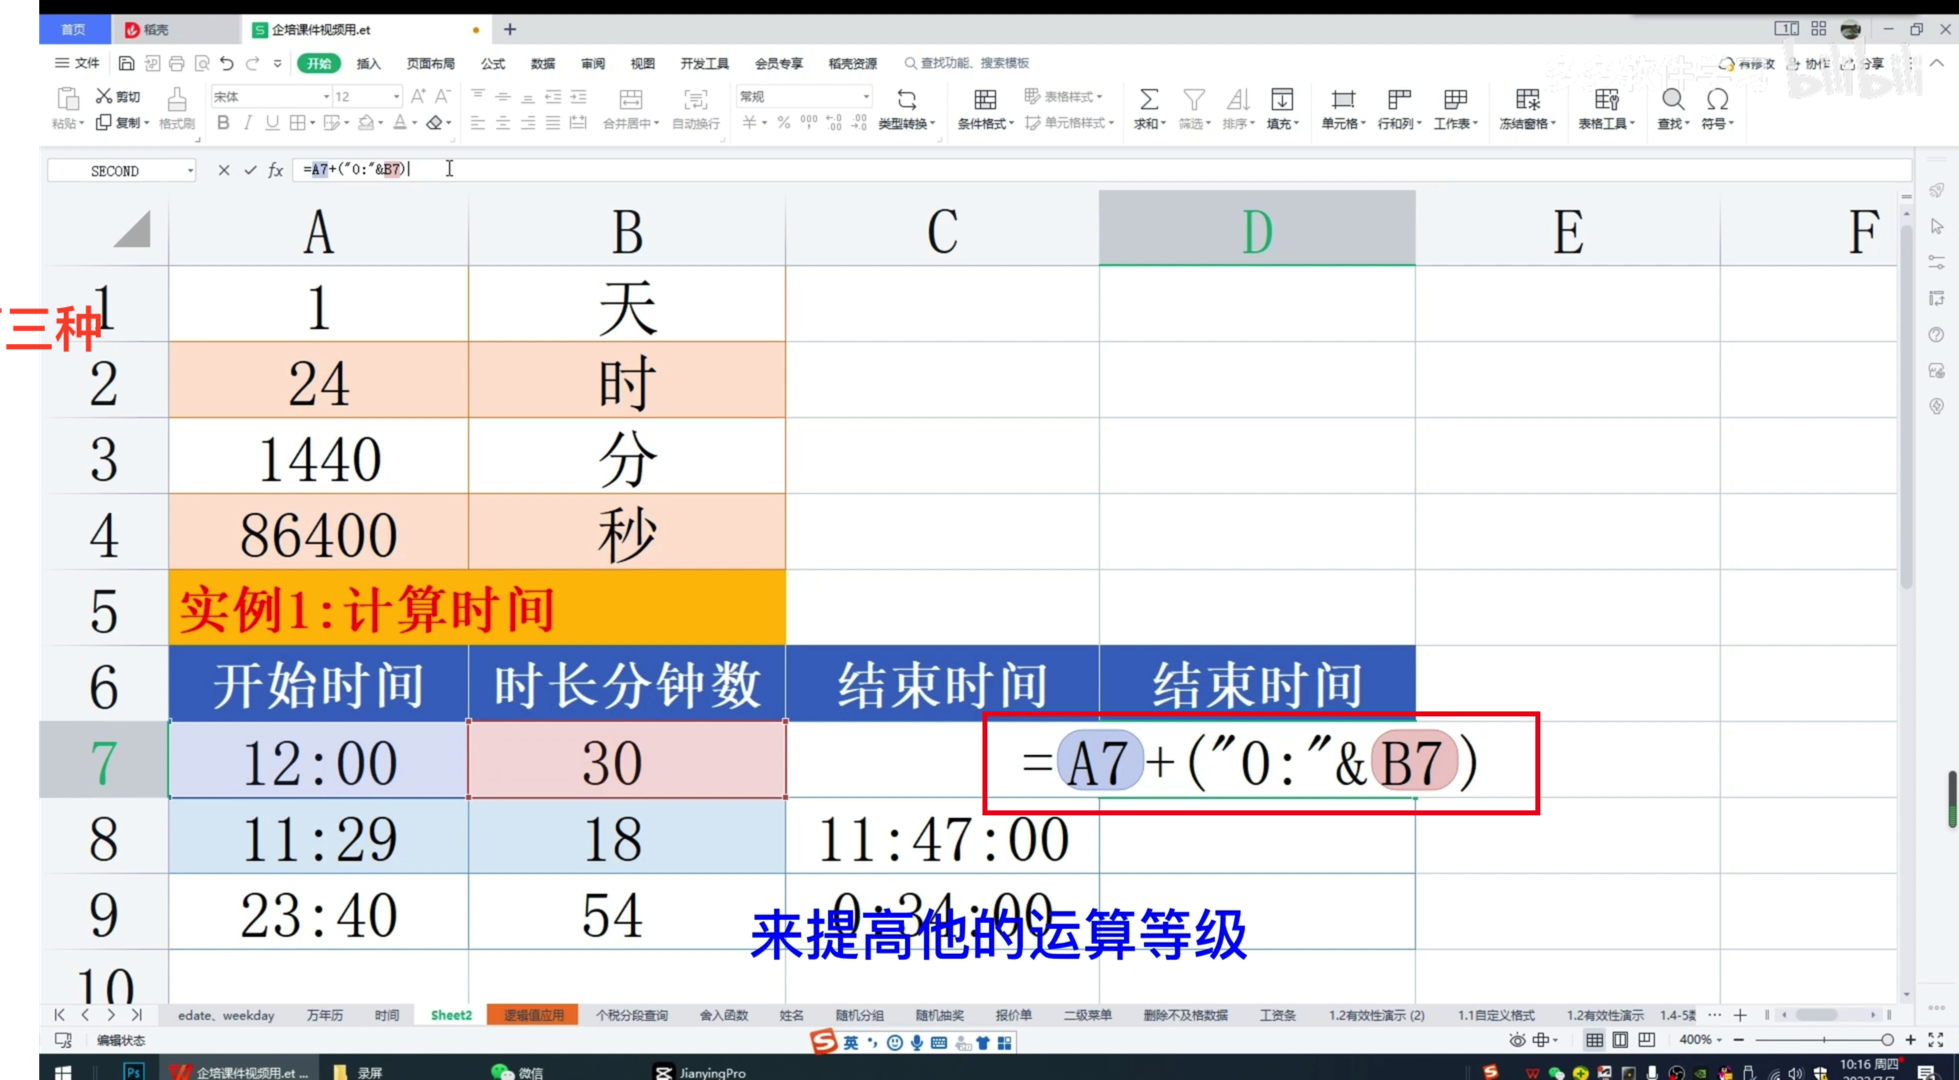 首页 稻壳 企培课件视频用.et
文件 开始 插入 页面布局 公式 数据 审阅 视图 开发工具 会员专享 稻壳资源 查找功能、搜索模板 有修改 协作 分享
bilibili
剪切 宋体 12 常规 表格样式
粘贴 复制 格式刷 合并居中 自动换行 类型转换 条件格式 单元格样式 求和 筛选 排序 填充 单元格 行和列 工作表 冻结窗格 表格工具 查找 符号
SECOND =A7+("0:"&B7)
A B C D E F
1 1 天
三种
2 24 时
3 1440 分
4 86400 秒
5 实例1:计算时间
6 开始时间 时长分钟数 结束时间 结束时间
7 12:00 30 =A7+("0:"&B7)
8 11:29 18 11:47:00
9 23:40 54 0:34:00
来提高他的运算等级
10
edate、weekday 万年历 时间 Sheet2 逻辑值应用 个税分段查询 舍入函数 姓名 随机分组 随机抽奖 报价单 二级菜单 删除不及格数据 工资条 1.2有效性演示 (2) 1.1自定义格式 1.2有效性演示
编辑状态 英 400%
Ps 企培课件视频用.et ... 录屏 微信 JianyingPro 10:16 周四